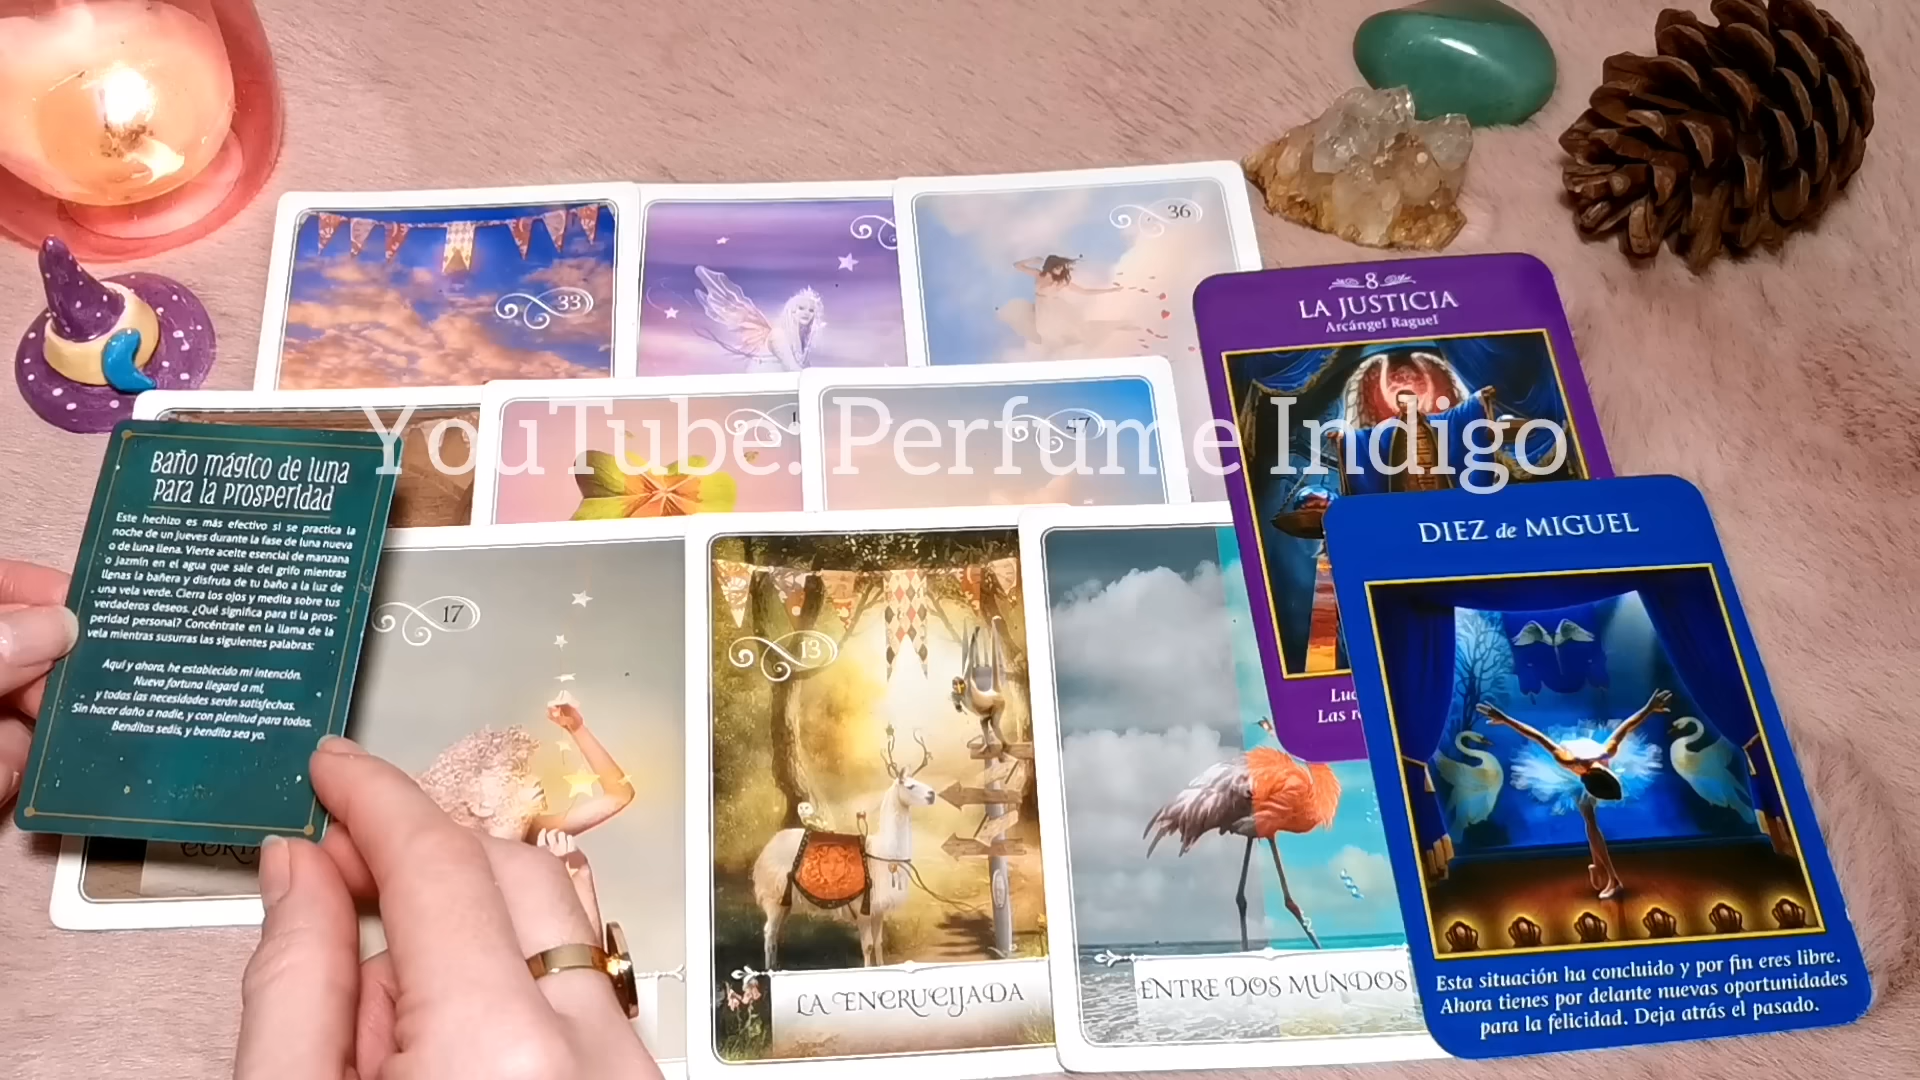 33
36
YouTube: Perfume Indigo
47
8
LA JUSTICIA
Arcángel Raguel
Baño mágico de luna
para la prosperidad
Este hechizo es más efectivo si se practica la
noche de un jueves durante la fase de luna nueva
o de luna llena. Vierte aceite esencial de manzana
o jazmín en el agua que sale del grifo mientras
llenas la bañera y disfruta de tu baño a la luz de
una vela verde. Cierra los ojos y medita sobre tus
verdaderos deseos. ¿Qué significa para ti la pros-
peridad personal? Concéntrate en la llama de la
vela mientras susurras las siguientes palabras:
Aquí y ahora, he establecido mi intención.
Nueva fortuna llegará a mí,
y todas las necesidades serán satisfechas.
Sin hacer daño a nadie, y con plenitud para todos.
Benditos seáis, y bendita sea yo.
17
13
LA ENCRUCIJADA
ENTRE DOS MUNDOS
DIEZ de MIGUEL
Esta situación ha concluido y por fin eres libre.
Ahora tienes por delante nuevas oportunidades
para la felicidad. Deja atrás el pasado.
Las